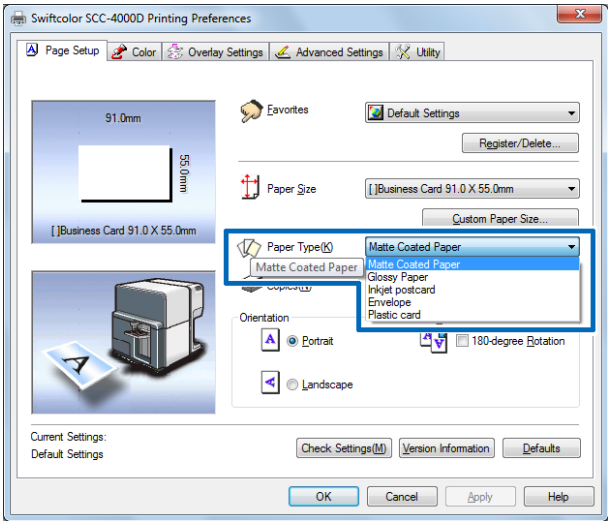 Swiftcolor SCC-4000D Printing Preferences
Page Setup
Color
Overlay Settings
Advanced Settings
Utility
91.0mm
55.0mm
[ ]Business Card 91.0 X 55.0mm
Favorites
Default Settings
Register/Delete...
Paper Size
[ ]Business Card 91.0 X 55.0mm
Custom Paper Size...
Paper Type(K)
Matte Coated Paper
Matte Coated Paper
Matte Coated Paper
Glossy Paper
Inkjet postcard
Envelope
Plastic card
Copies(N)
Orientation
A
Portrait
180-degree Rotation
A
Landscape
Current Settings:
Default Settings
Check Settings(M)
Version Information
Defaults
OK
Cancel
Apply
Help